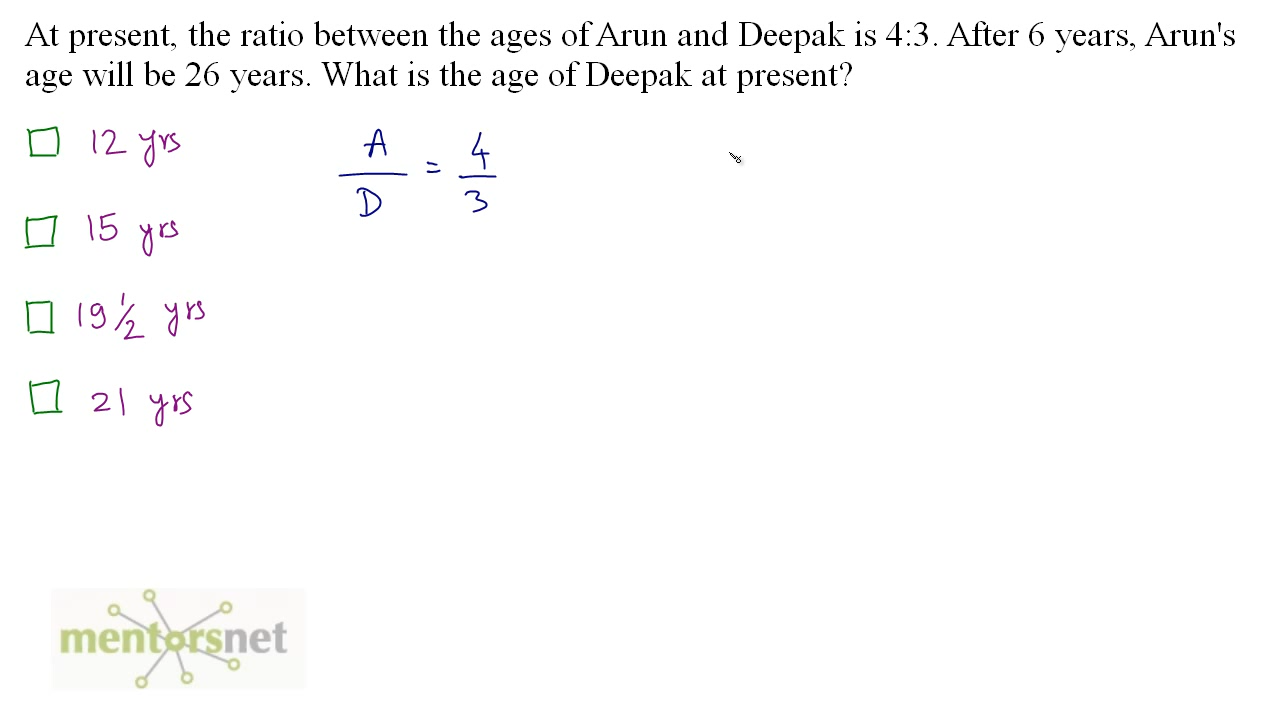 At present, the ratio between the ages of Arun and Deepak is 4:3. After 6 years, Arun's
age will be 26 years. What is the age of Deepak at present?
12 yrs
A/D = 4/3
15 yrs
19 1/2 yrs
21 yrs
mentorsnet